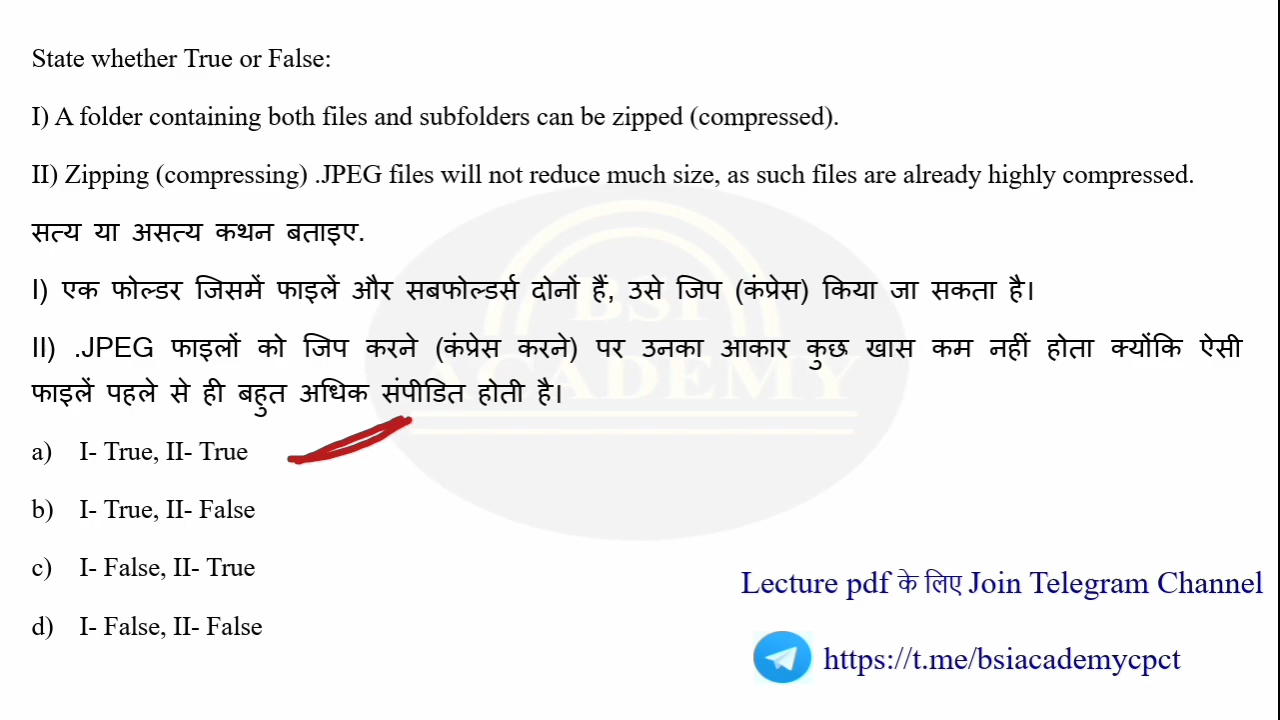 State whether True or False:
I) A folder containing both files and subfolders can be zipped (compressed).
II) Zipping (compressing) .JPEG files will not reduce much size, as such files are already highly compressed.
सत्य या असत्य कथन बताइए.
I) एक फोल्डर जिसमें फाइलें और सबफोल्डर्स दोनों हैं, उसे जिप (कंप्रेस) किया जा सकता है।
II) .JPEG फाइलों को जिप करने (कंप्रेस करने) पर उनका आकार कुछ खास कम नहीं होता क्योंकि ऐसी
फाइलें पहले से ही बहुत अधिक संपीडित होती है।
BSI
ACADEMY
a) I- True, II- True
b) I- True, II- False
c) I- False, II- True
d) I- False, II- False
Lecture pdf के लिए Join Telegram Channel
https://t.me/bsiacademycpct